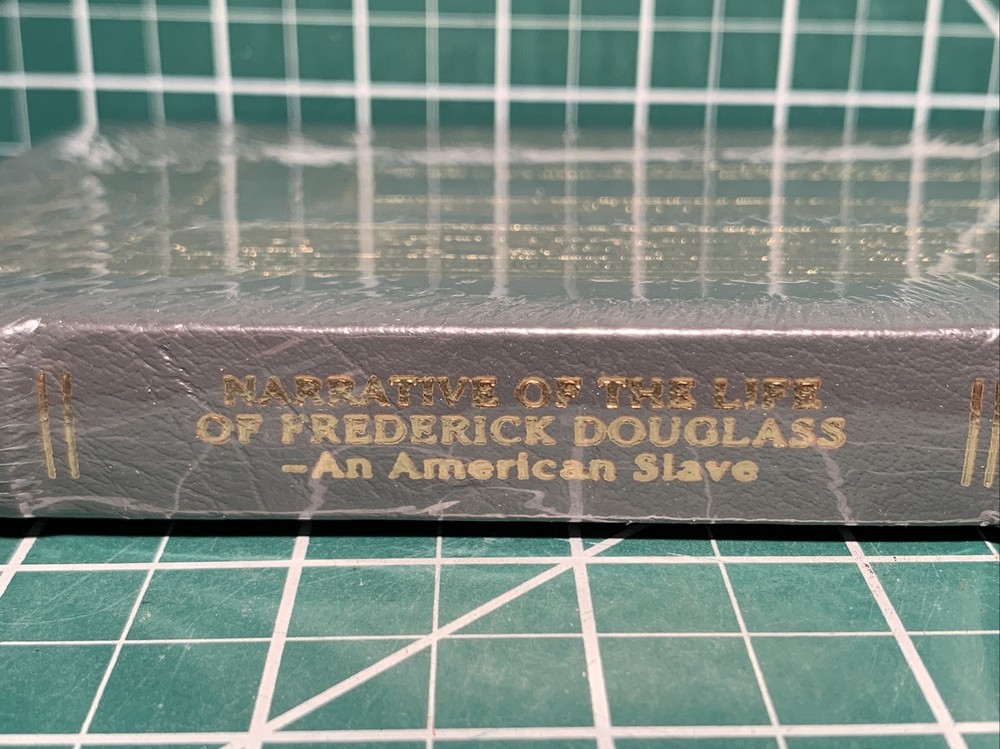 NARRATIVE OF THE LIFE
OF FREDERICK DOUGLASS
–An American Slave